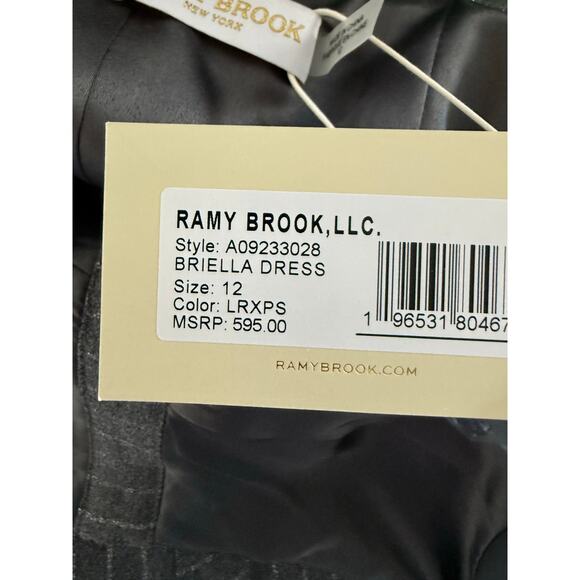 Y BROOK
NEW YORK
RAMY BROOK,LLC.
Style: A09233028
BRIELLA DRESS
Size: 12
Color: LRXPS
MSRP: 595.00
1 96531 80467
RAMYBROOK.COM